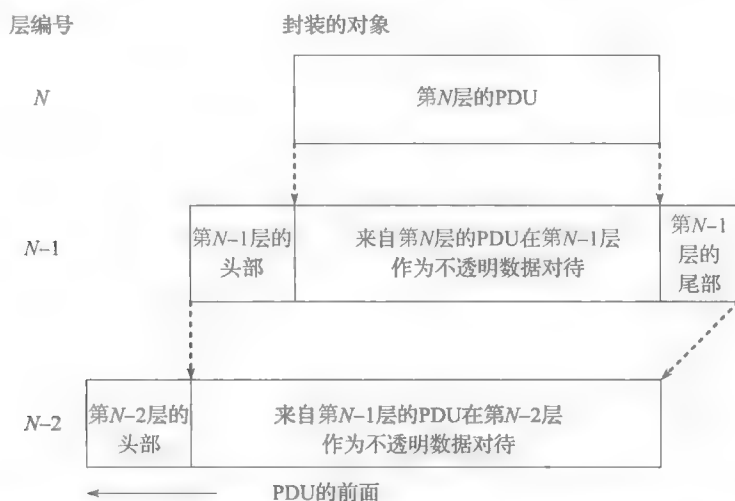 层编号
封装的对象
N
第N层的PDU
N–1
第N–1层的
头部
来自第N层的PDU在第N–1层
作为不透明数据对待
第N–1
层的
尾部
N–2
第N–2层的
头部
来自第N–1层的PDU在第N–2层
作为不透明数据对待
PDU的前面